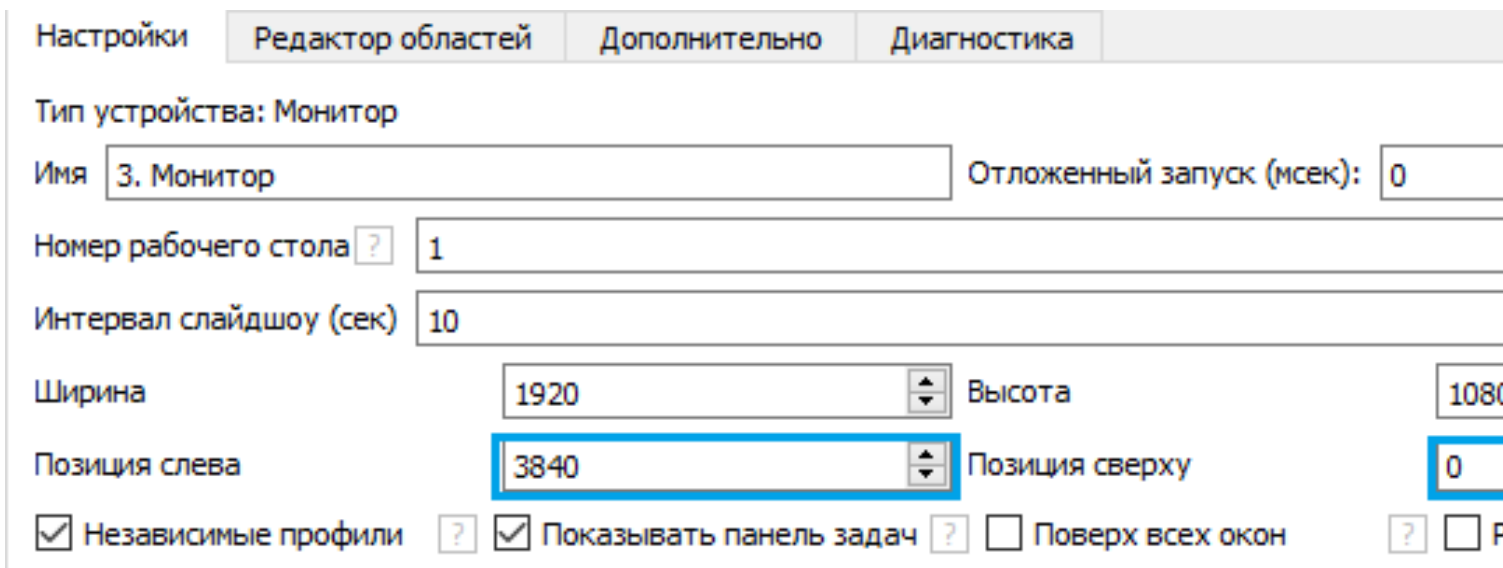 Настройки Редактор областей Дополнительно Диагностика
Тип устройства: Монитор
Имя 3. Монитор Отложенный запуск (мсек): 0
Номер рабочего стола ? 1
Интервал слайдшоу (сек) 10
Ширина 1920 Высота 1080
Позиция слева 3840 Позиция сверху 0
Независимые профили ? Показывать панель задач ? Поверх всех окон ?